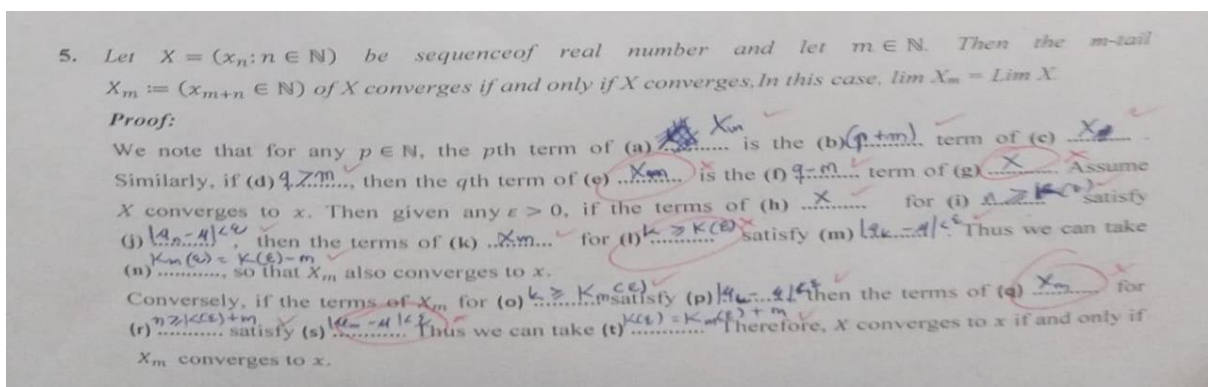 5. Let X = (xₙ: n ∈ ℕ) be sequenceof real number and let m ∈ ℕ. Then the m-tail
Xₘ := (xₘ₊ₙ ∈ ℕ) of X converges if and only if X converges, In this case, lim Xₘ = Lim X
Proof:
We note that for any p ∈ ℕ, the pth term of (a) Xₘ is the (b) (p+m) term of (c) X
Similarly, if (d) q≥m, then the qth term of (e) Xₘ is the (f) q-m term of (g) X. Assume
X converges to x. Then given any ε > 0, if the terms of (h) X for (i) n ≥ K(ε) satisfy
(j) then the terms of (k) Xₘ for (l) k ≥ K(ε) satisfy (m) Thus we can take
(n) Kₘ(ε) = K(ε)-m, so that Xₘ also converges to x.
Conversely, if the terms of Xₘ for (o) k ≥ Kₘ(ε) satisfy (p) then the terms of (q) Xₘ for
(r) n≥K(ε)+m satisfy (s) Thus we can take (t) K(ε) = Kₘ(ε)+m Therefore, X converges to x if and only if
Xₘ converges to x.